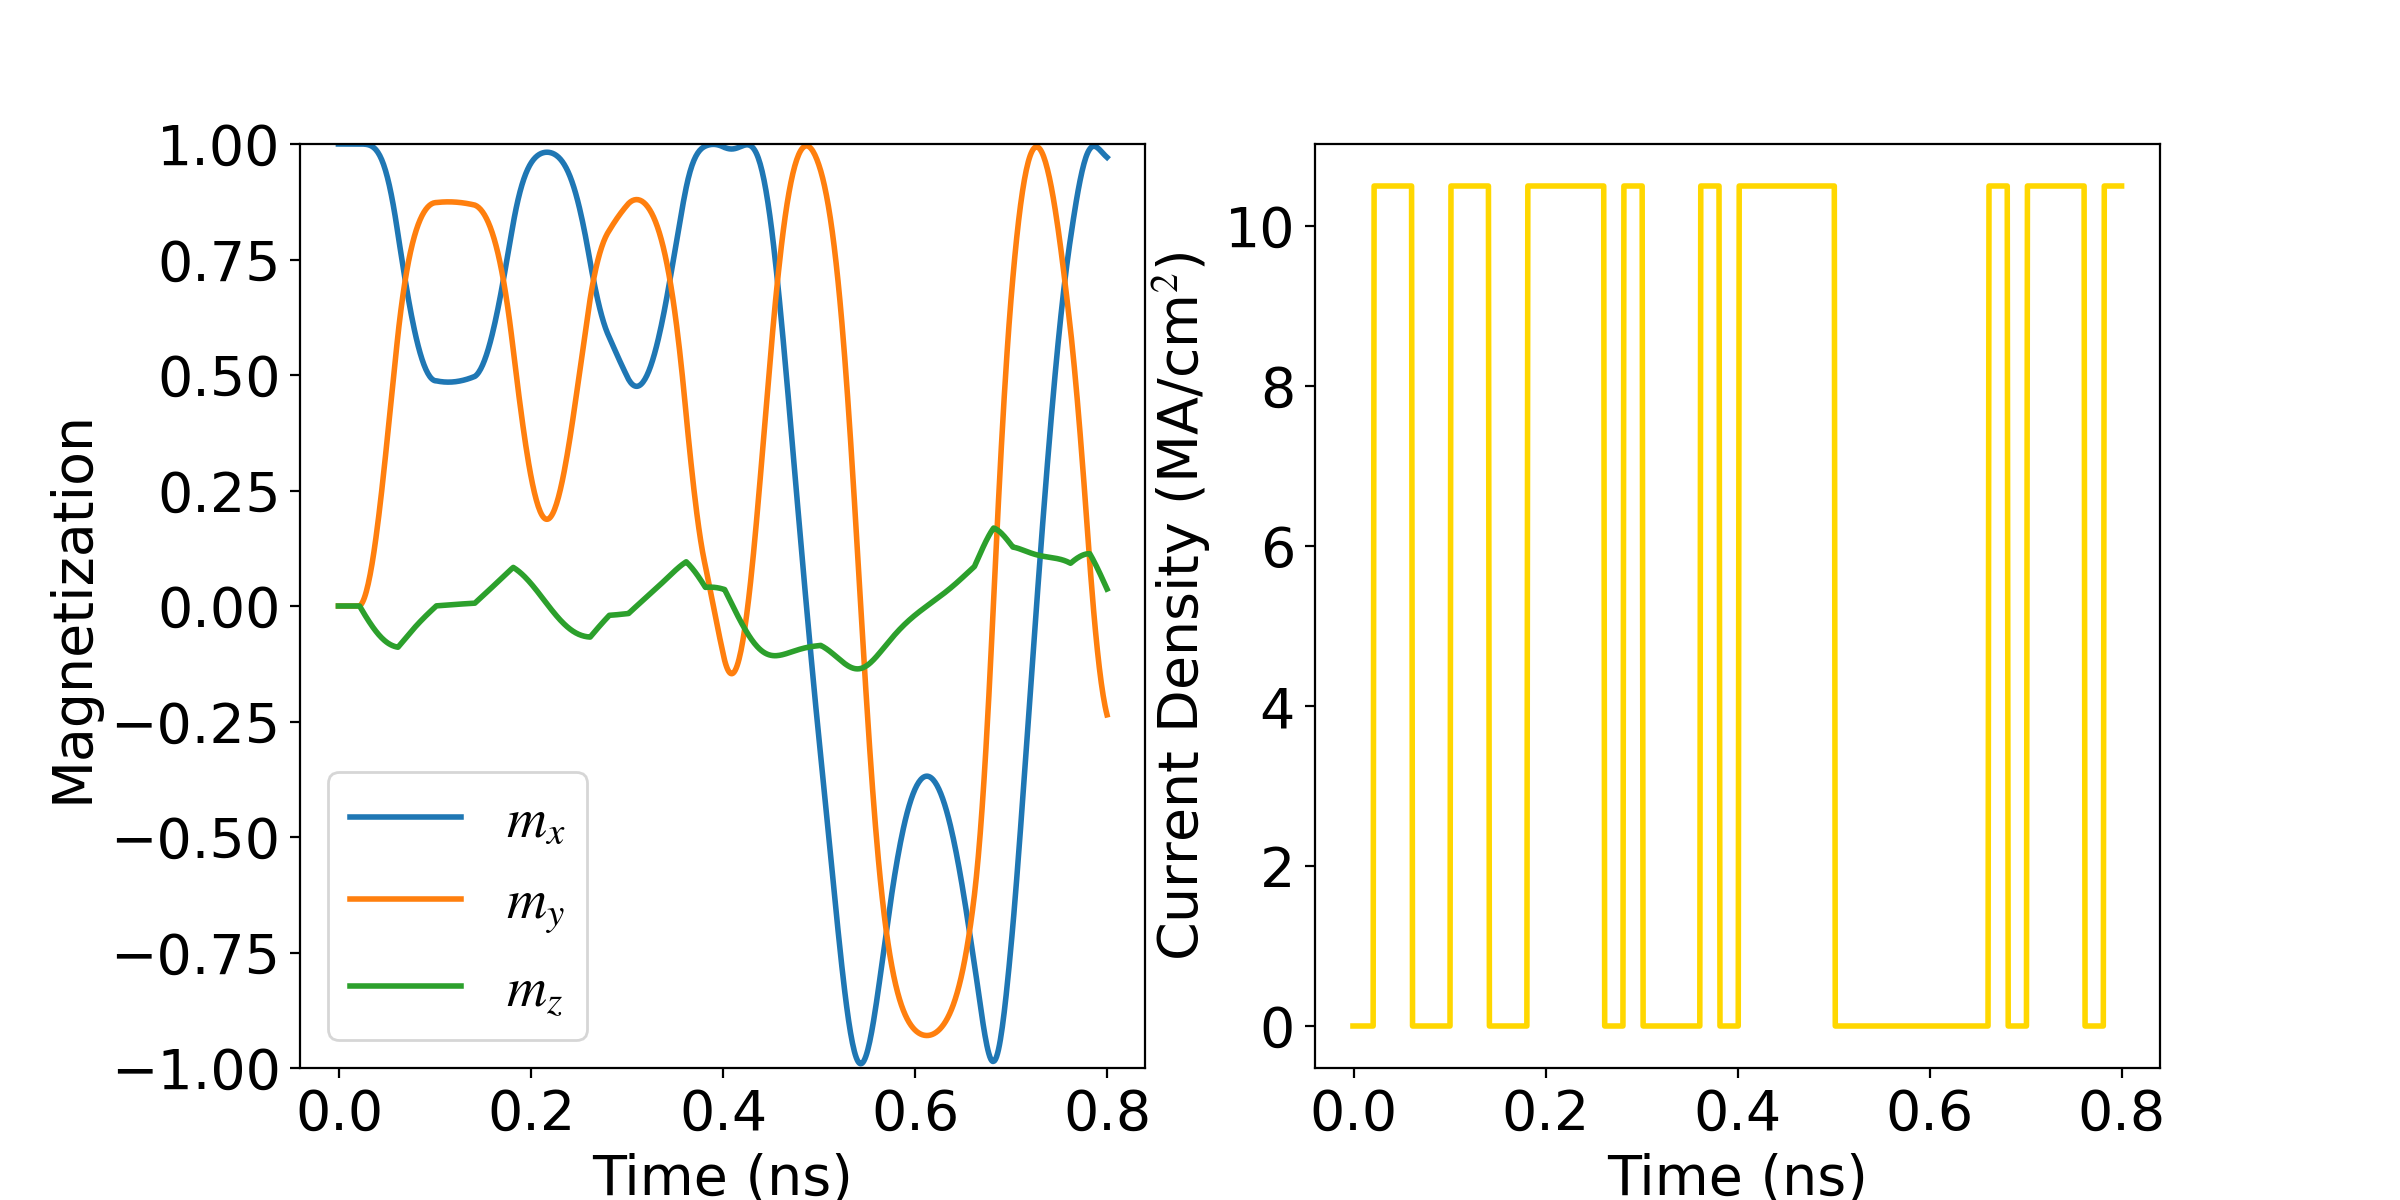 1.00
0.75
0.50
0.25
0.00
−0.25
−0.50
−0.75
−1.00
Magnetization
m_x
m_y
m_z
0.0 0.2 0.4 0.6 0.8
Time (ns)
10
8
6
4
2
0
Current Density (MA/cm²)
0.0 0.2 0.4 0.6 0.8
Time (ns)